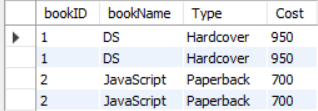 bookID bookName Type Cost
1 DS Hardcover 950
1 DS Hardcover 950
2 JavaScript Paperback 700
2 JavaScript Paperback 700